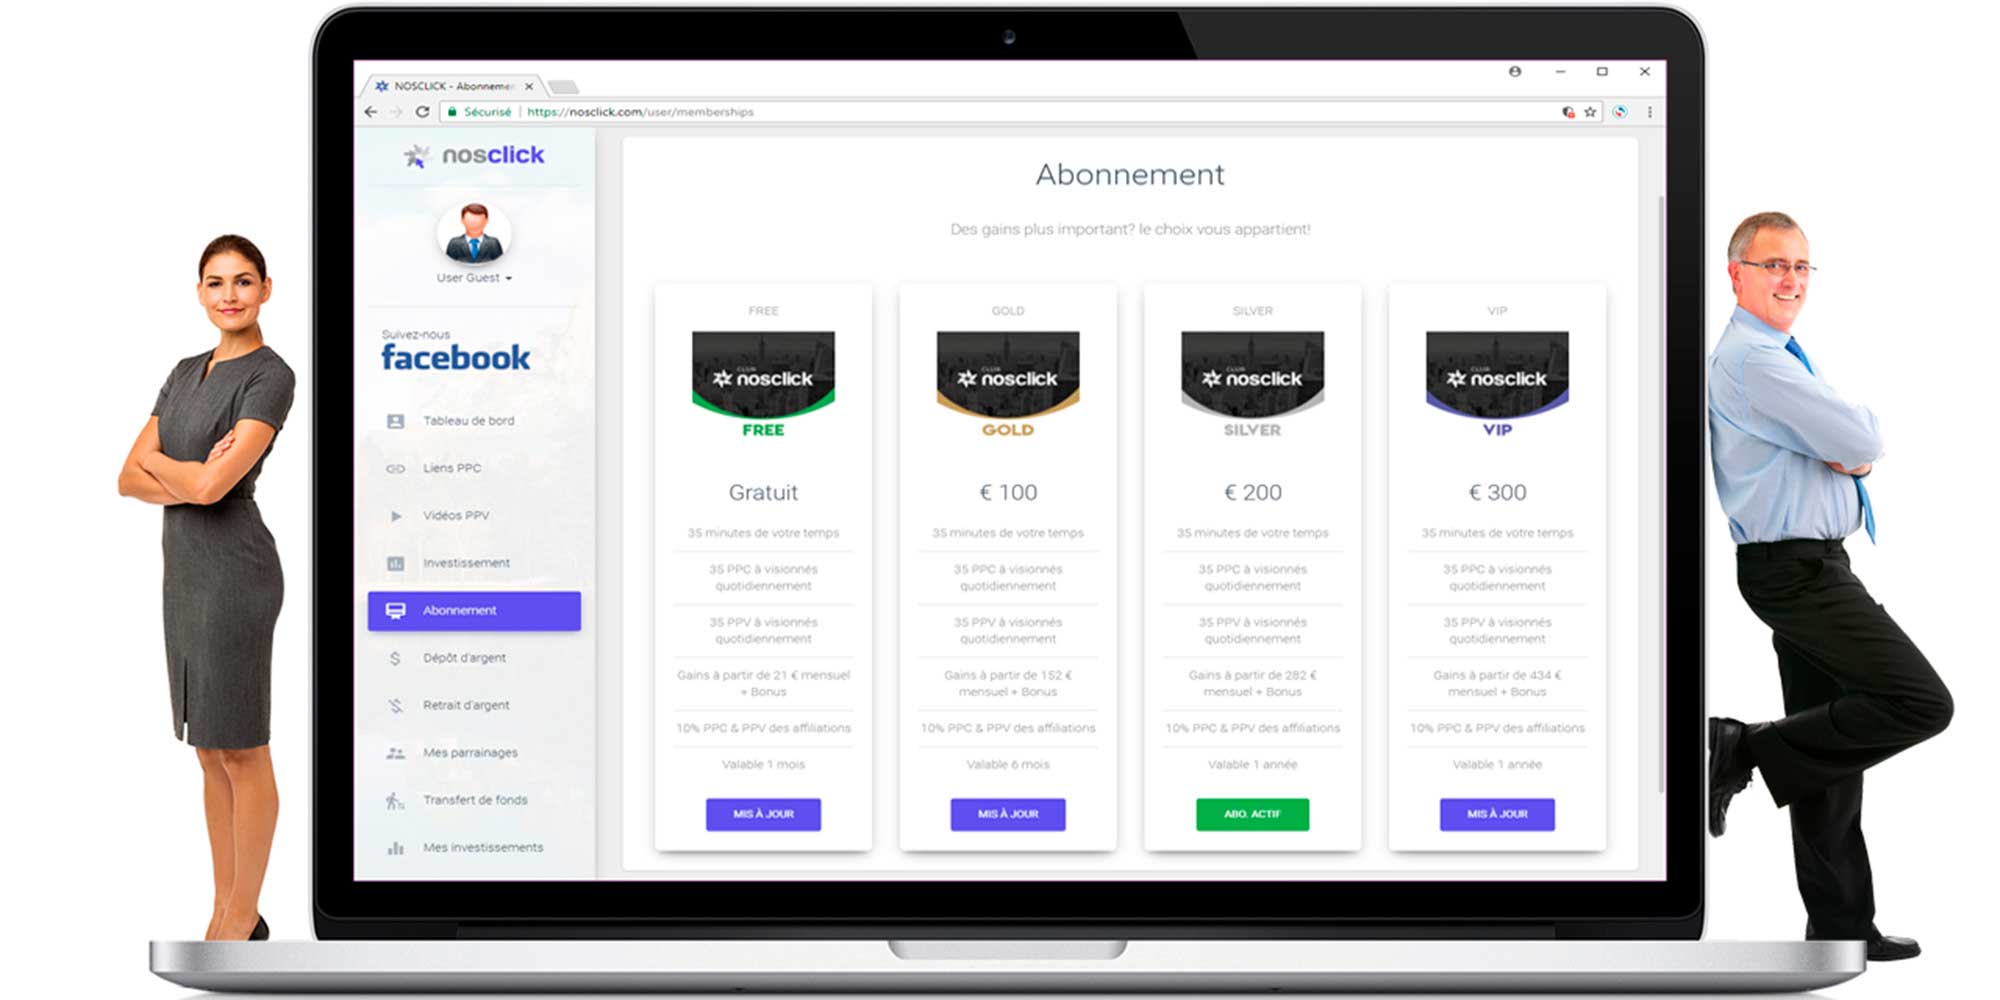 NOSCLICK - Abonnemen
Sécurisé | https://nosclick.com/user/memberships
nosclick
User Guest
Suivez-nous
facebook
Tableau de bord
Liens PPC
Vidéos PPV
Investissement
Abonnement
Dépôt d'argent
Retrait d'argent
Mes parrainages
Transfert de fonds
Mes investissements
Abonnement
Des gains plus important? le choix vous appartient!
FREE
CLUB
nosclick
FREE
Gratuit
35 minutes de votre temps
35 PPC à visionnés
quotidiennement
35 PPV à visionnés
quotidiennement
Gains à partir de 21 € mensuel
+ Bonus
10% PPC & PPV des affiliations
Valable 1 mois
MIS À JOUR
GOLD
CLUB
nosclick
GOLD
€ 100
35 minutes de votre temps
35 PPC à visionnés
quotidiennement
35 PPV à visionnés
quotidiennement
Gains à partir de 152 €
mensuel + Bonus
10% PPC & PPV des affiliations
Valable 6 mois
MIS À JOUR
SILVER
CLUB
nosclick
SILVER
€ 200
35 minutes de votre temps
35 PPC à visionnés
quotidiennement
35 PPV à visionnés
quotidiennement
Gains à partir de 282 €
mensuel + Bonus
10% PPC & PPV des affiliations
Valable 1 année
ABO. ACTIF
VIP
CLUB
nosclick
VIP
€ 300
35 minutes de votre temps
35 PPC à visionnés
quotidiennement
35 PPV à visionnés
quotidiennement
Gains à partir de 434 €
mensuel + Bonus
10% PPC & PPV des affiliations
Valable 1 année
MIS À JOUR